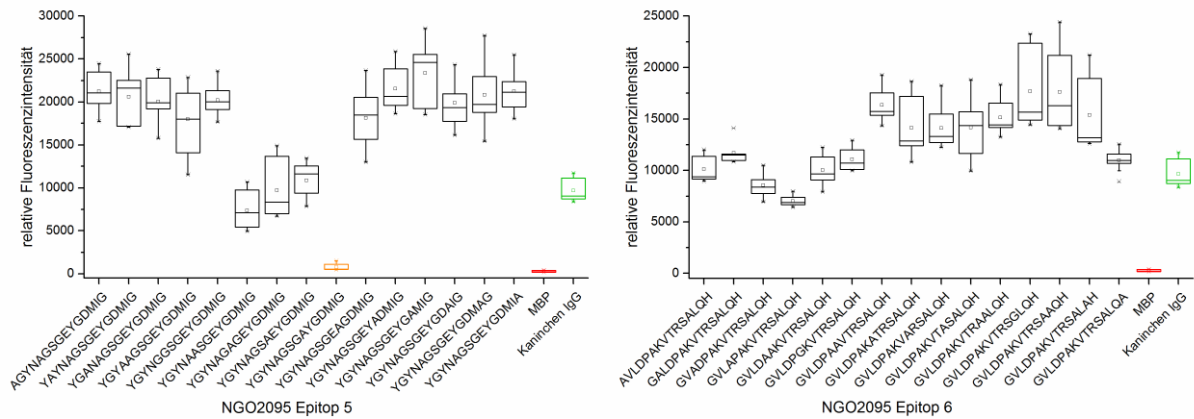 30000
25000
20000
15000
10000
5000
0
relative Fluoreszenzintensität
AGYNAGSGEYGDMIG
YAYNAGSGEYGDMIG
YGANAGSGEYGDMIG
YGYAAGSGEYGDMIG
YGYNGGSGEYGDMIG
YGYNAASGEYGDMIG
YGYNAGAGEYGDMIG
YGYNAGSAEYGDMIG
YGYNAGSGAYGDMIG
YGYNAGSGEAGDMIG
YGYNAGSGEYADMIG
YGYNAGSGEYGAMIG
YGYNAGSGEYGDAIG
YGYNAGSGEYGDMAG
YGYNAGSGEYGDMIA
MBP
Kaninchen IgG
NGO2095 Epitop 5
25000
20000
15000
10000
5000
0
relative Fluoreszenzintensität
AVLDPAKVTRSALQH
GALDPAKVTRSALQH
GVADPAKVTRSALQH
GVLAPAKVTRSALQH
GVLDAAKVTRSALQH
GVLDPGKVTRSALQH
GVLDPAAVTRSALQH
GVLDPAKATRSALQH
GVLDPAKVARSALQH
GVLDPAKVTASALQH
GVLDPAKVTRAALQH
GVLDPAKVTRSGLQH
GVLDPAKVTRSAAQH
GVLDPAKVTRSALAH
GVLDPAKVTRSALQA
MBP
Kaninchen IgG
NGO2095 Epitop 6